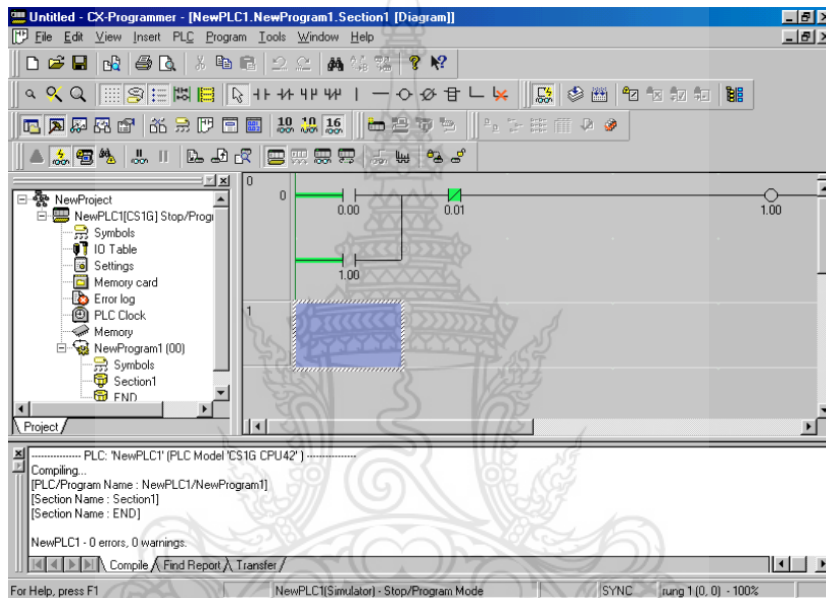 Untitled - CX-Programmer - [NewPLC1.NewProgram1.Section1 [Diagram]]
File Edit View Insert PLC Program Tools Window Help
10 10 16
NewProject
NewPLC1[CS1G] Stop/Progr
Symbols
IO Table
Settings
Memory card
Error log
PLC Clock
Memory
NewProgram1 (00)
Symbols
Section1
END
Project
0
0
0.00
0.01
1.00
1.00
1
--------------- PLC: 'NewPLC1' (PLC Model 'CS1G CPU42' ) ---------------
Compiling...
[PLC/Program Name : NewPLC1/NewProgram1]
[Section Name : Section1]
[Section Name : END]
NewPLC1 - 0 errors, 0 warnings.
Compile Find Report Transfer
For Help, press F1 NewPLC1(Simulator) - Stop/Program Mode SYNC rung 1 (0, 0) - 100%